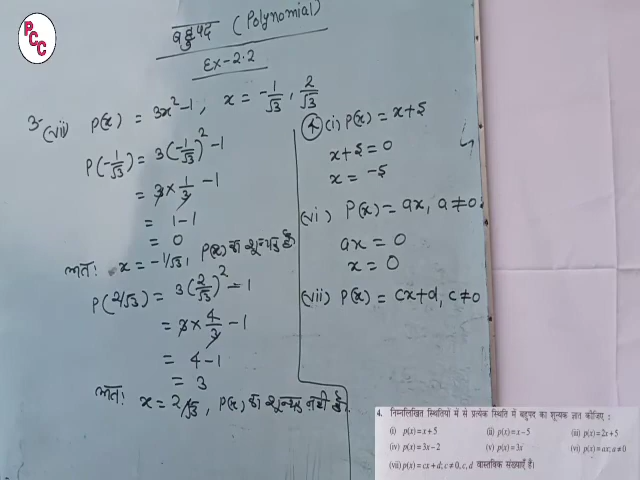 PCC
बहुपद (Polynomial)
Ex-2.2
3-(vii) P(x) = 3x²-1, x = -1/√3, 2/√3
P(-1/√3) = 3(-1/√3)² -1
= 3 × 1/3 -1
= 1-1
= 0
अतः x = -1/√3, P(x) का शून्यक है।
P(2/√3) = 3(2/√3)² -1
= 3 × 4/3 -1
= 4-1
= 3
अतः x = 2/√3, P(x) का शून्यक नहीं है।
4. (i) P(x) = x+5
x+5 = 0
x = -5
(vi) P(x) = ax, a≠0.
ax = 0
x = 0
(vii) P(x) = cx+d, c≠0
4. निम्नलिखित स्थितियों में से प्रत्येक स्थिति में बहुपद का शून्यक ज्ञात कीजिए :
(i) p(x) = x + 5 (ii) p(x) = x – 5 (iii) p(x) = 2x + 5
(iv) p(x) = 3x – 2 (v) p(x) = 3x (vi) p(x) = ax; a ≠ 0
(vii) p(x) = cx + d; c ≠ 0, c, d वास्तविक संख्याएँ हैं।